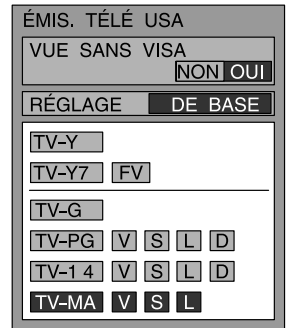 ÉMIS. TÉLÉ USA
VUE SANS VISA
NON OUI
RÉGLAGE DE BASE
TV-Y
TV-Y7 FV
TV-G
TV-PG V S L D
TV-1 4 V S L D
TV-MA V S L